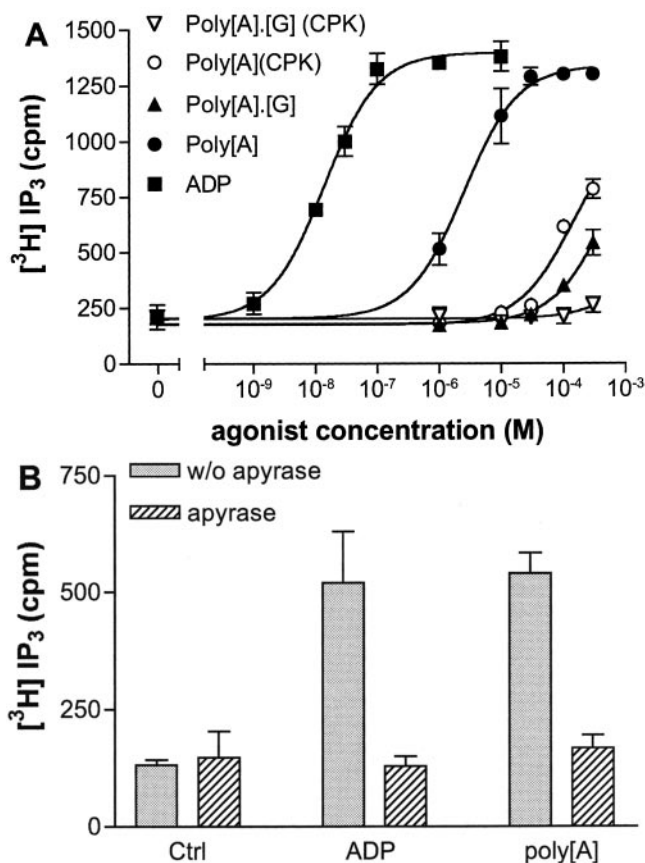 A
Poly[A].[G] (CPK)
Poly[A](CPK)
Poly[A].[G]
Poly[A]
ADP
[³H] IP₃ (cpm)
1500
1250
1000
750
500
250
0
0
10⁻⁹
10⁻⁸
10⁻⁷
10⁻⁶
10⁻⁵
10⁻⁴
10⁻³
agonist concentration (M)
B
w/o apyrase
apyrase
[³H] IP₃ (cpm)
750
500
250
0
Ctrl
ADP
poly[A]